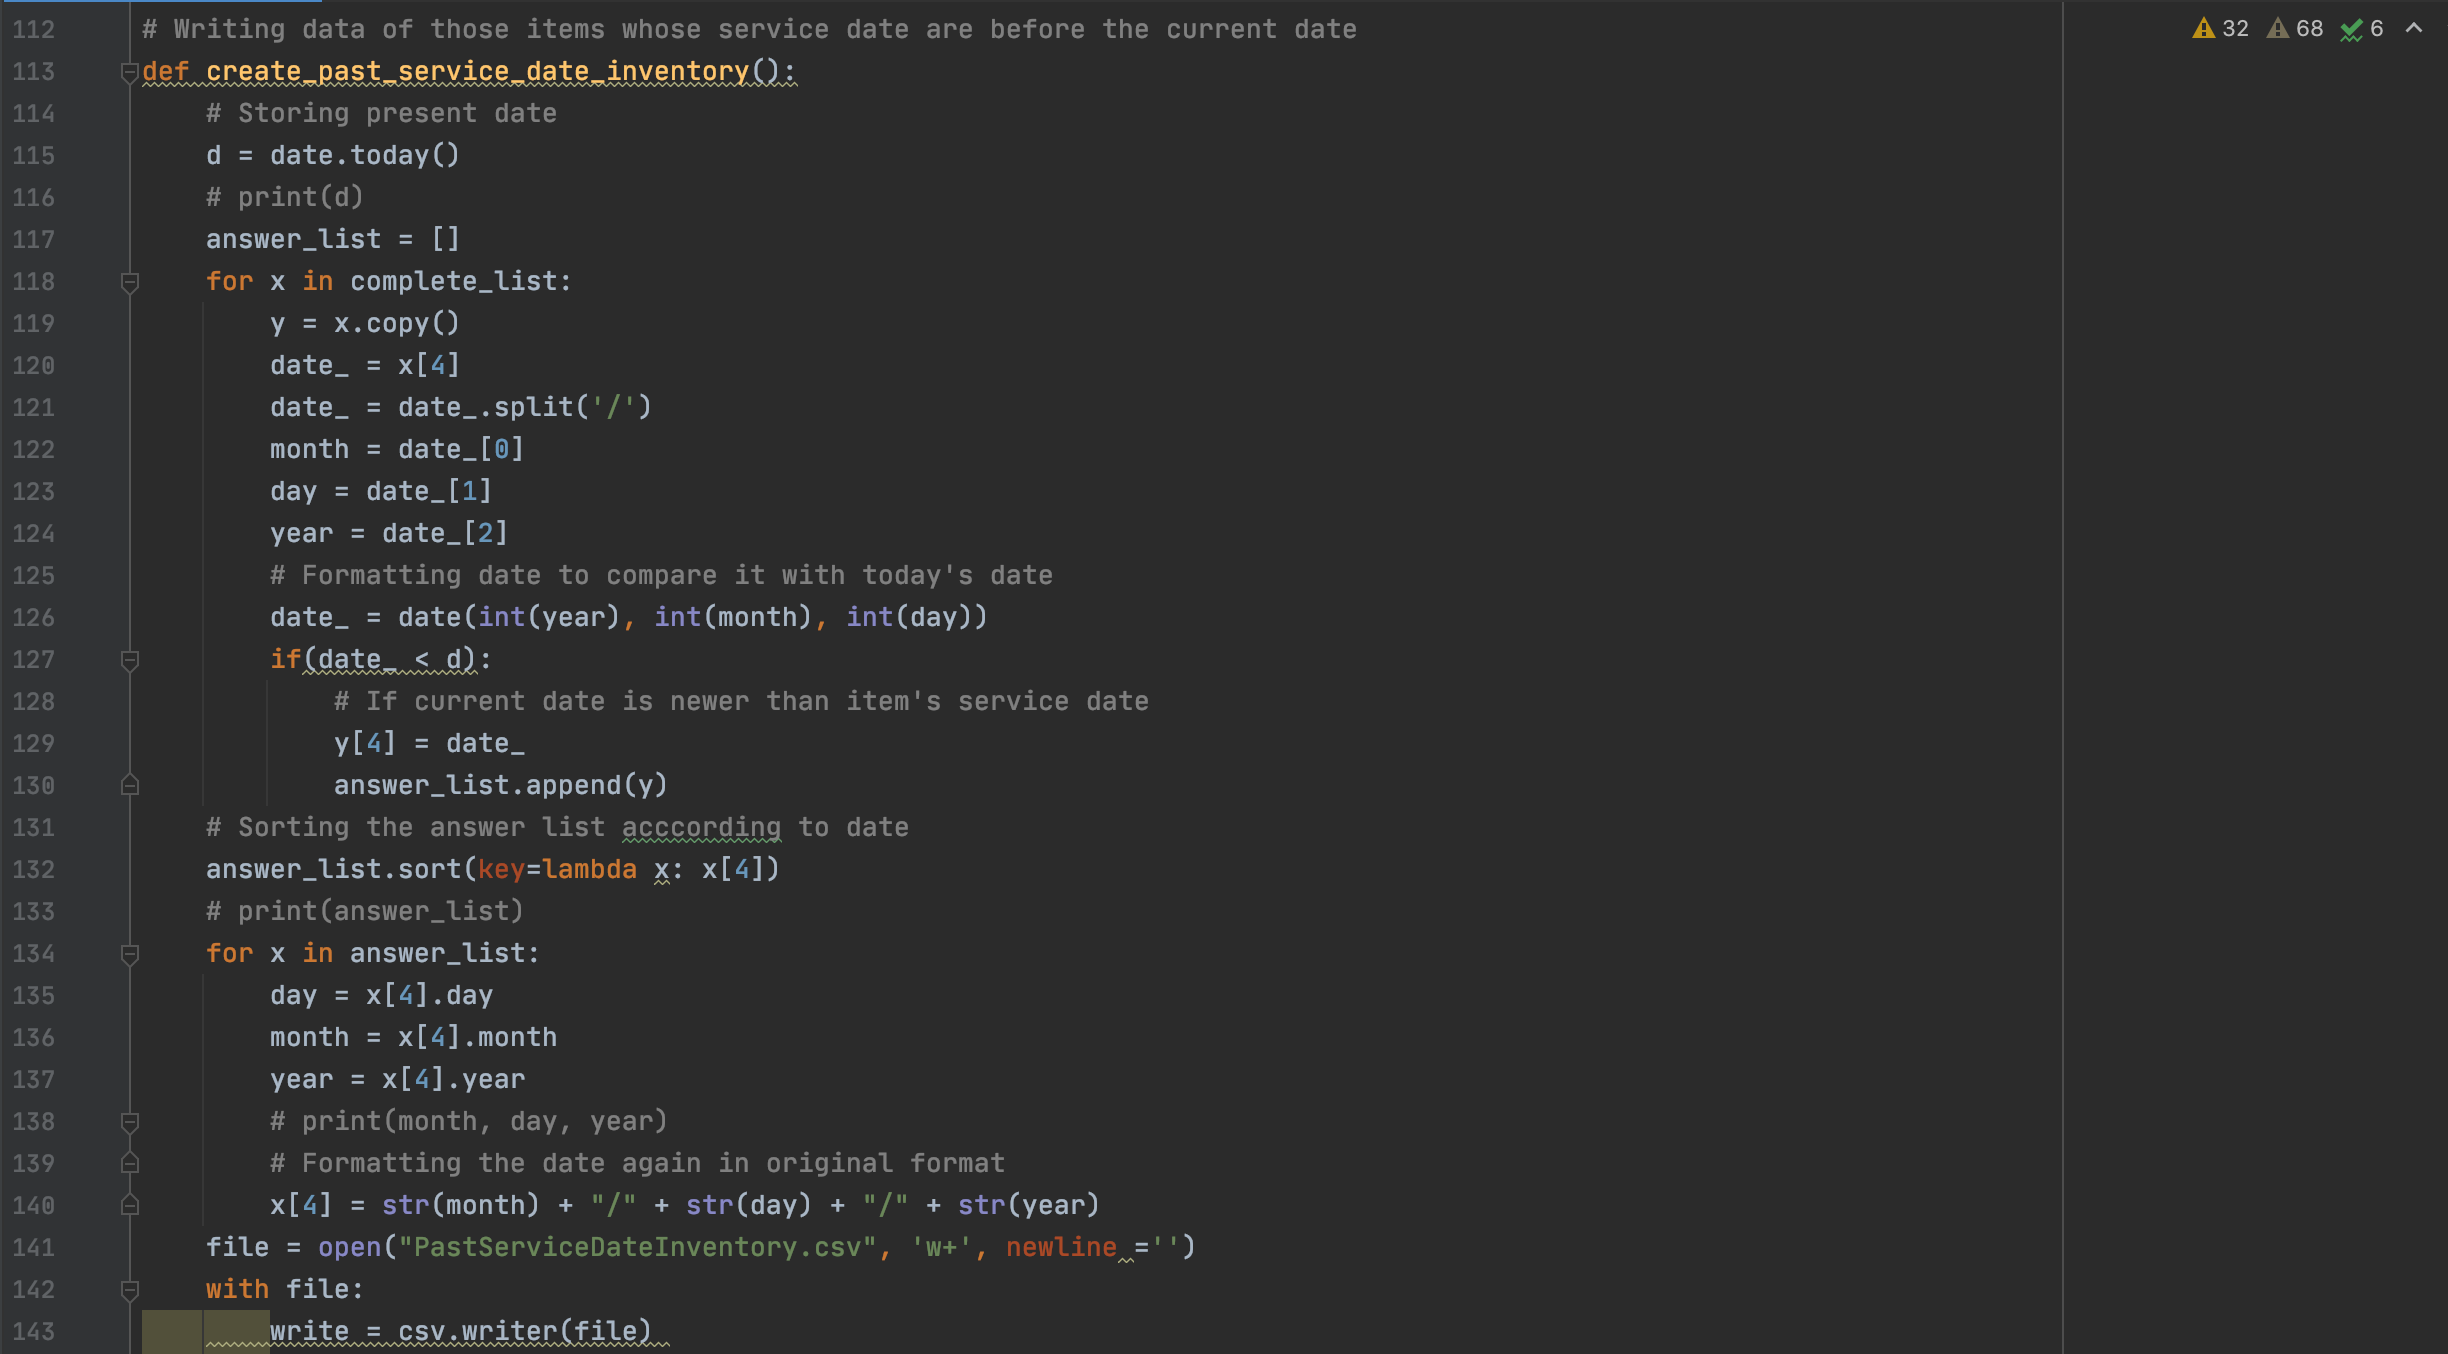 32 68 6
112 # Writing data of those items whose service date are before the current date
113 def create_past_service_date_inventory():
114     # Storing present date
115     d = date.today()
116     # print(d)
117     answer_list = []
118     for x in complete_list:
119         y = x.copy()
120         date_ = x[4]
121         date_ = date_.split('/')
122         month = date_[0]
123         day = date_[1]
124         year = date_[2]
125         # Formatting date to compare it with today's date
126         date_ = date(int(year), int(month), int(day))
127         if(date_ < d):
128             # If current date is newer than item's service date
129             y[4] = date_
130             answer_list.append(y)
131     # Sorting the answer list acccording to date
132     answer_list.sort(key=lambda x: x[4])
133     # print(answer_list)
134     for x in answer_list:
135         day = x[4].day
136         month = x[4].month
137         year = x[4].year
138         # print(month, day, year)
139         # Formatting the date again in original format
140         x[4] = str(month) + "/" + str(day) + "/" + str(year)
141     file = open("PastServiceDateInventory.csv", 'w+', newline ='')
142     with file:
143         write = csv.writer(file)